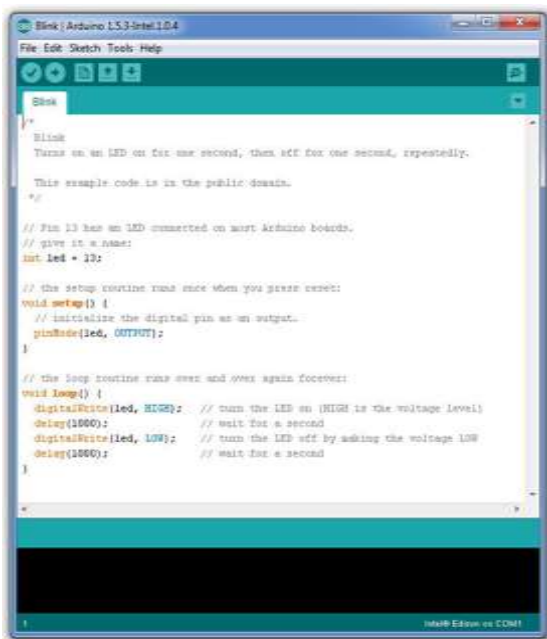 Blink | Arduino 1.5.3-Intel.1.0.4
File Edit Sketch Tools Help
Blink
/*
Blink
Turns on an LED on for one second, then off for one second, repeatedly.
This example code is in the public domain.
*/
// Pin 13 has an LED connected on most Arduino boards.
// give it a name:
int led = 13;
// the setup routine runs once when you press reset:
void setup() {
// initialize the digital pin as an output.
pinMode(led, OUTPUT);
}
// the loop routine runs over and over again forever:
void loop() {
digitalWrite(led, HIGH); // turn the LED on (HIGH is the voltage level)
delay(1000); // wait for a second
digitalWrite(led, LOW); // turn the LED off by making the voltage LOW
delay(1000); // wait for a second
}
1 Intel® Edison on COM1